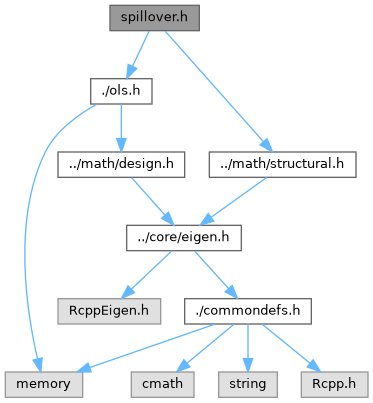 spillover.h
./ols.h
../math/design.h
../math/structural.h
../core/eigen.h
RcppEigen.h
./commondefs.h
memory
cmath
string
Rcpp.h